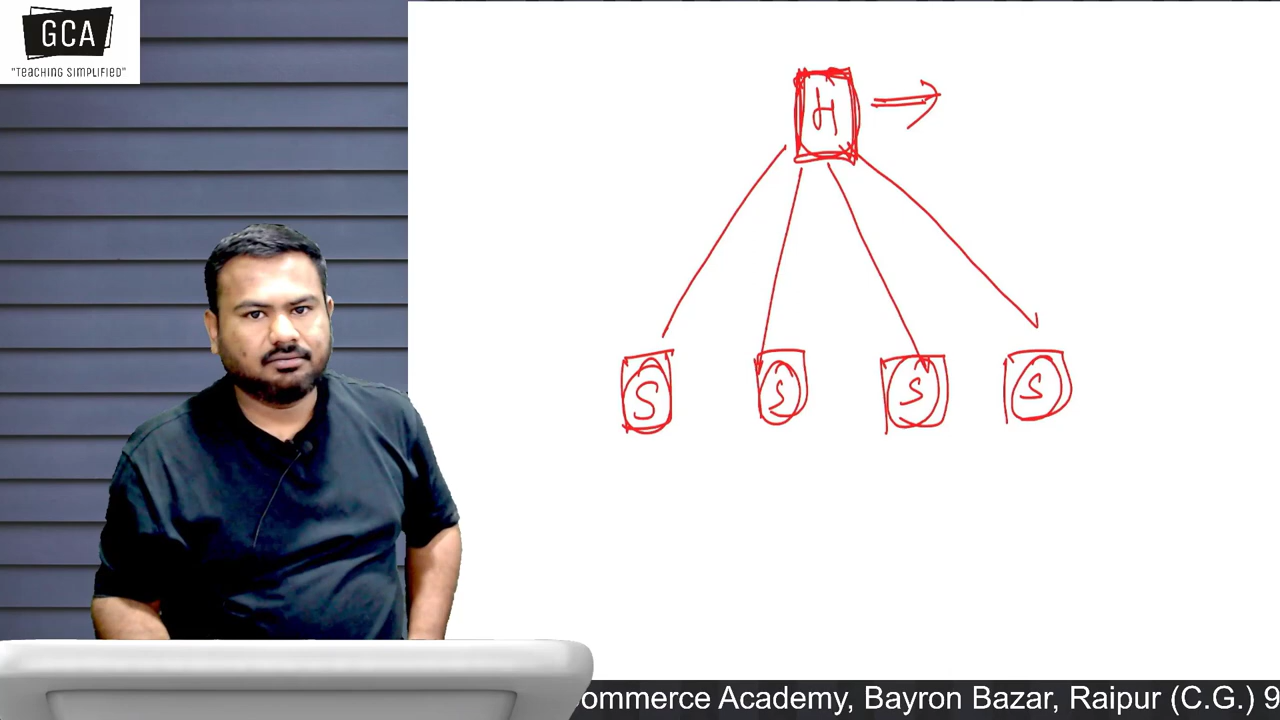 GCA
"TEACHING SIMPLIFIED"
H
S S S S
ommerce Academy, Bayron Bazar, Raipur (C.G.) 9